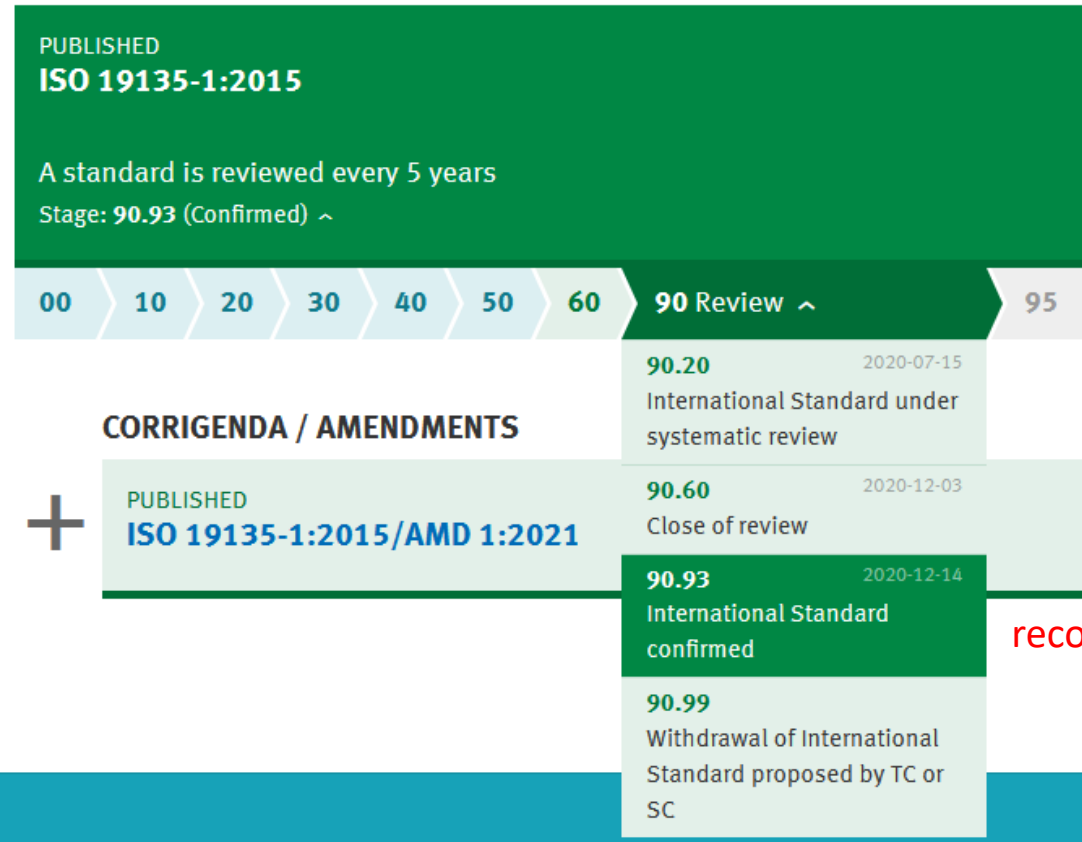 PUBLISHED
ISO 19135-1:2015
A standard is reviewed every 5 years
Stage: 90.93 (Confirmed)
00 10 20 30 40 50 60 90 Review 95
90.20 2020-07-15
International Standard under
systematic review
90.60 2020-12-03
Close of review
90.93 2020-12-14
International Standard
confirmed
90.99
Withdrawal of International
Standard proposed by TC or
SC
CORRIGENDA / AMENDMENTS
PUBLISHED
ISO 19135-1:2015/AMD 1:2021